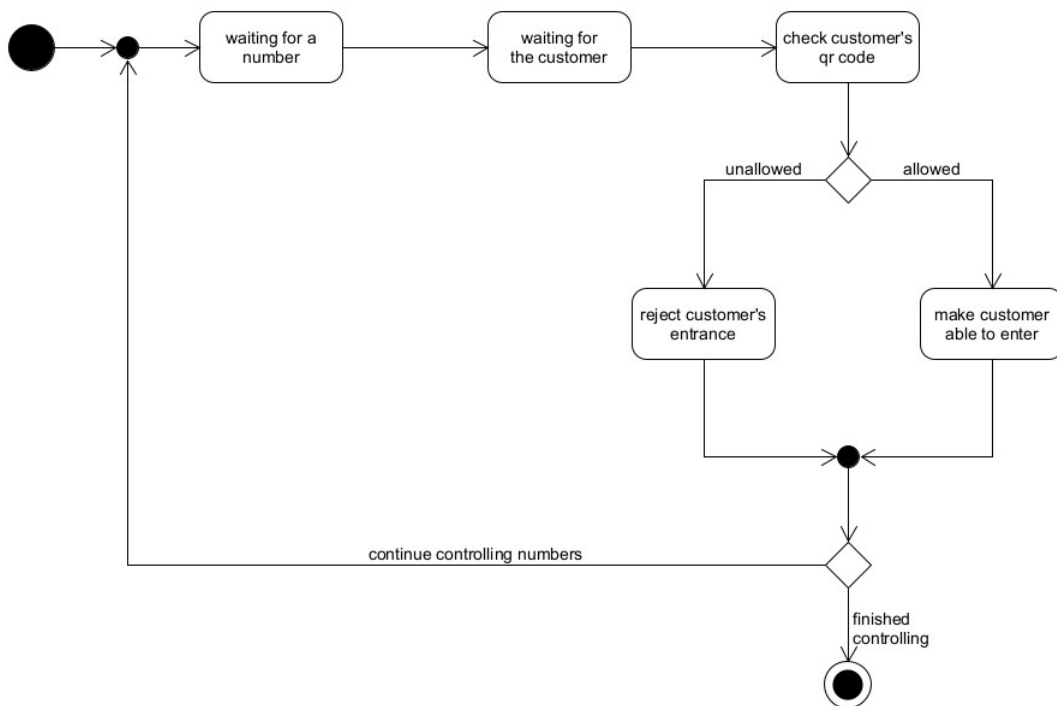 waiting for a
number
waiting for
the customer
check customer's
qr code
unallowed
allowed
reject customer's
entrance
make customer
able to enter
continue controlling numbers
finished
controlling